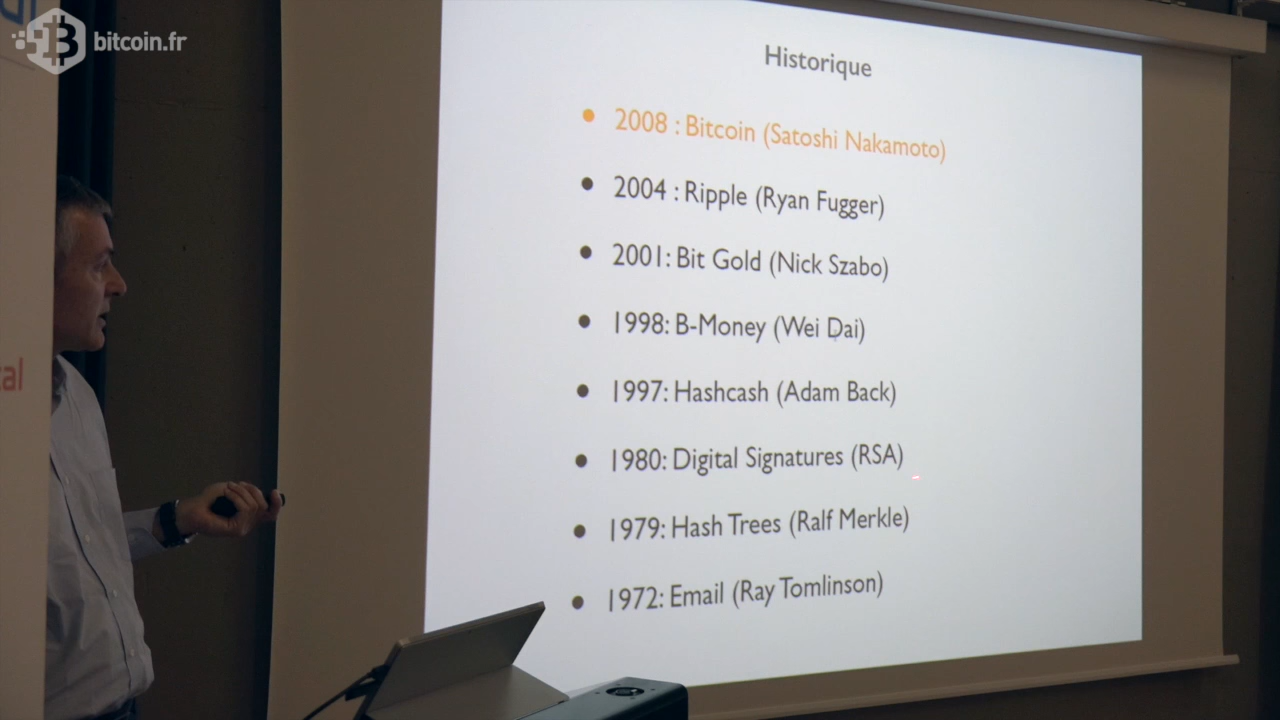 bitcoin.fr
Historique
2008 : Bitcoin (Satoshi Nakamoto)
2004 : Ripple (Ryan Fugger)
2001: Bit Gold (Nick Szabo)
1998: B-Money (Wei Dai)
1997: Hashcash (Adam Back)
1980: Digital Signatures (RSA)
1979: Hash Trees (Ralf Merkle)
1972: Email (Ray Tomlinson)